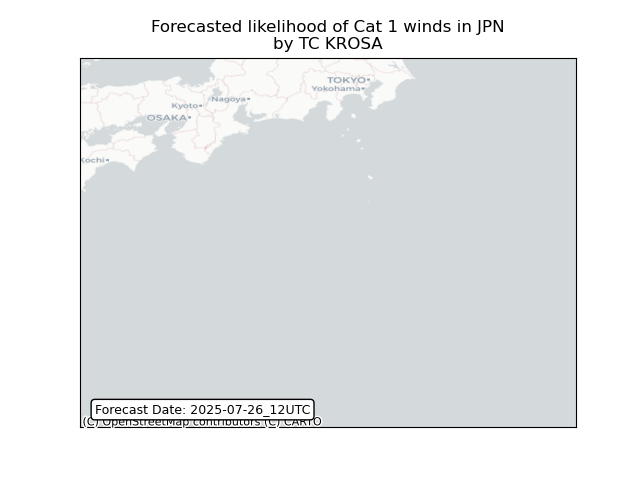 Forecasted likelihood of Cat 1 winds in JPN
by TC KROSA
TOKYO
Yokohama
Nagoya
Kyoto
OSAKA
Kochi
Forecast Date: 2025-07-26_12UTC
(C) OpenStreetMap contributors (C) CARTO